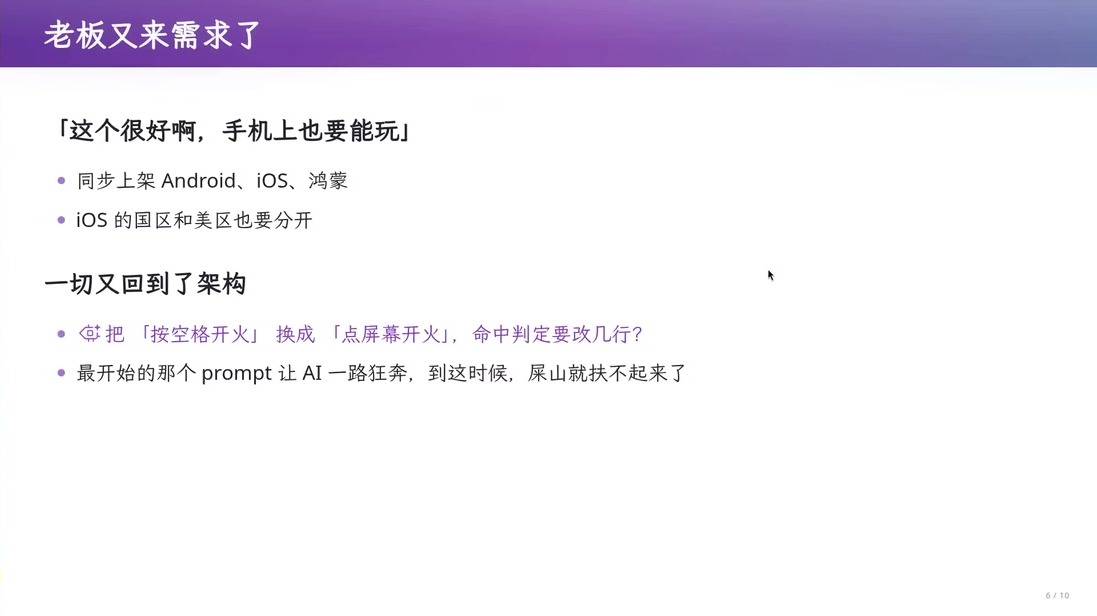 老板又来需求了
「这个很好啊，手机上也要能玩」
同步上架 Android、iOS、鸿蒙
iOS 的国区和美区也要分开
一切又回到了架构
把 「按空格开火」 换成 「点屏幕开火」，命中判定要改几行？
最开始的那个 prompt 让 AI 一路狂奔，到这时候，屎山就扶不起来了
6 / 10